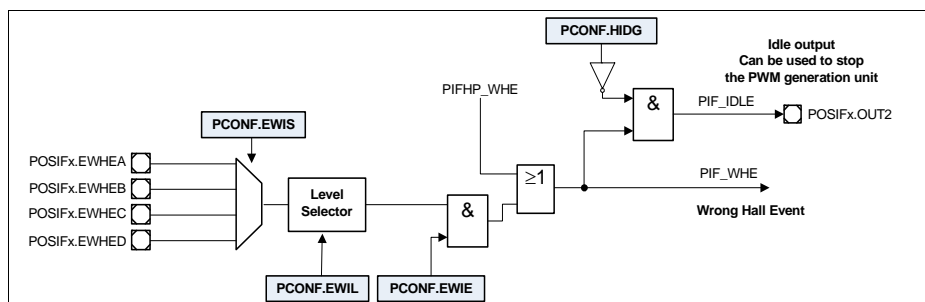 PCONF.HIDG
Idle output
Can be used to stop
the PWM generation unit
PIFHP_WHE
&
PIF_IDLE
POSIFx.OUT2
PCONF.EWIS
POSIFx.EWHEA
POSIFx.EWHEB
POSIFx.EWHEC
POSIFx.EWHED
Level
Selector
&
≥1
PIF_WHE
Wrong Hall Event
PCONF.EWIL
PCONF.EWIE